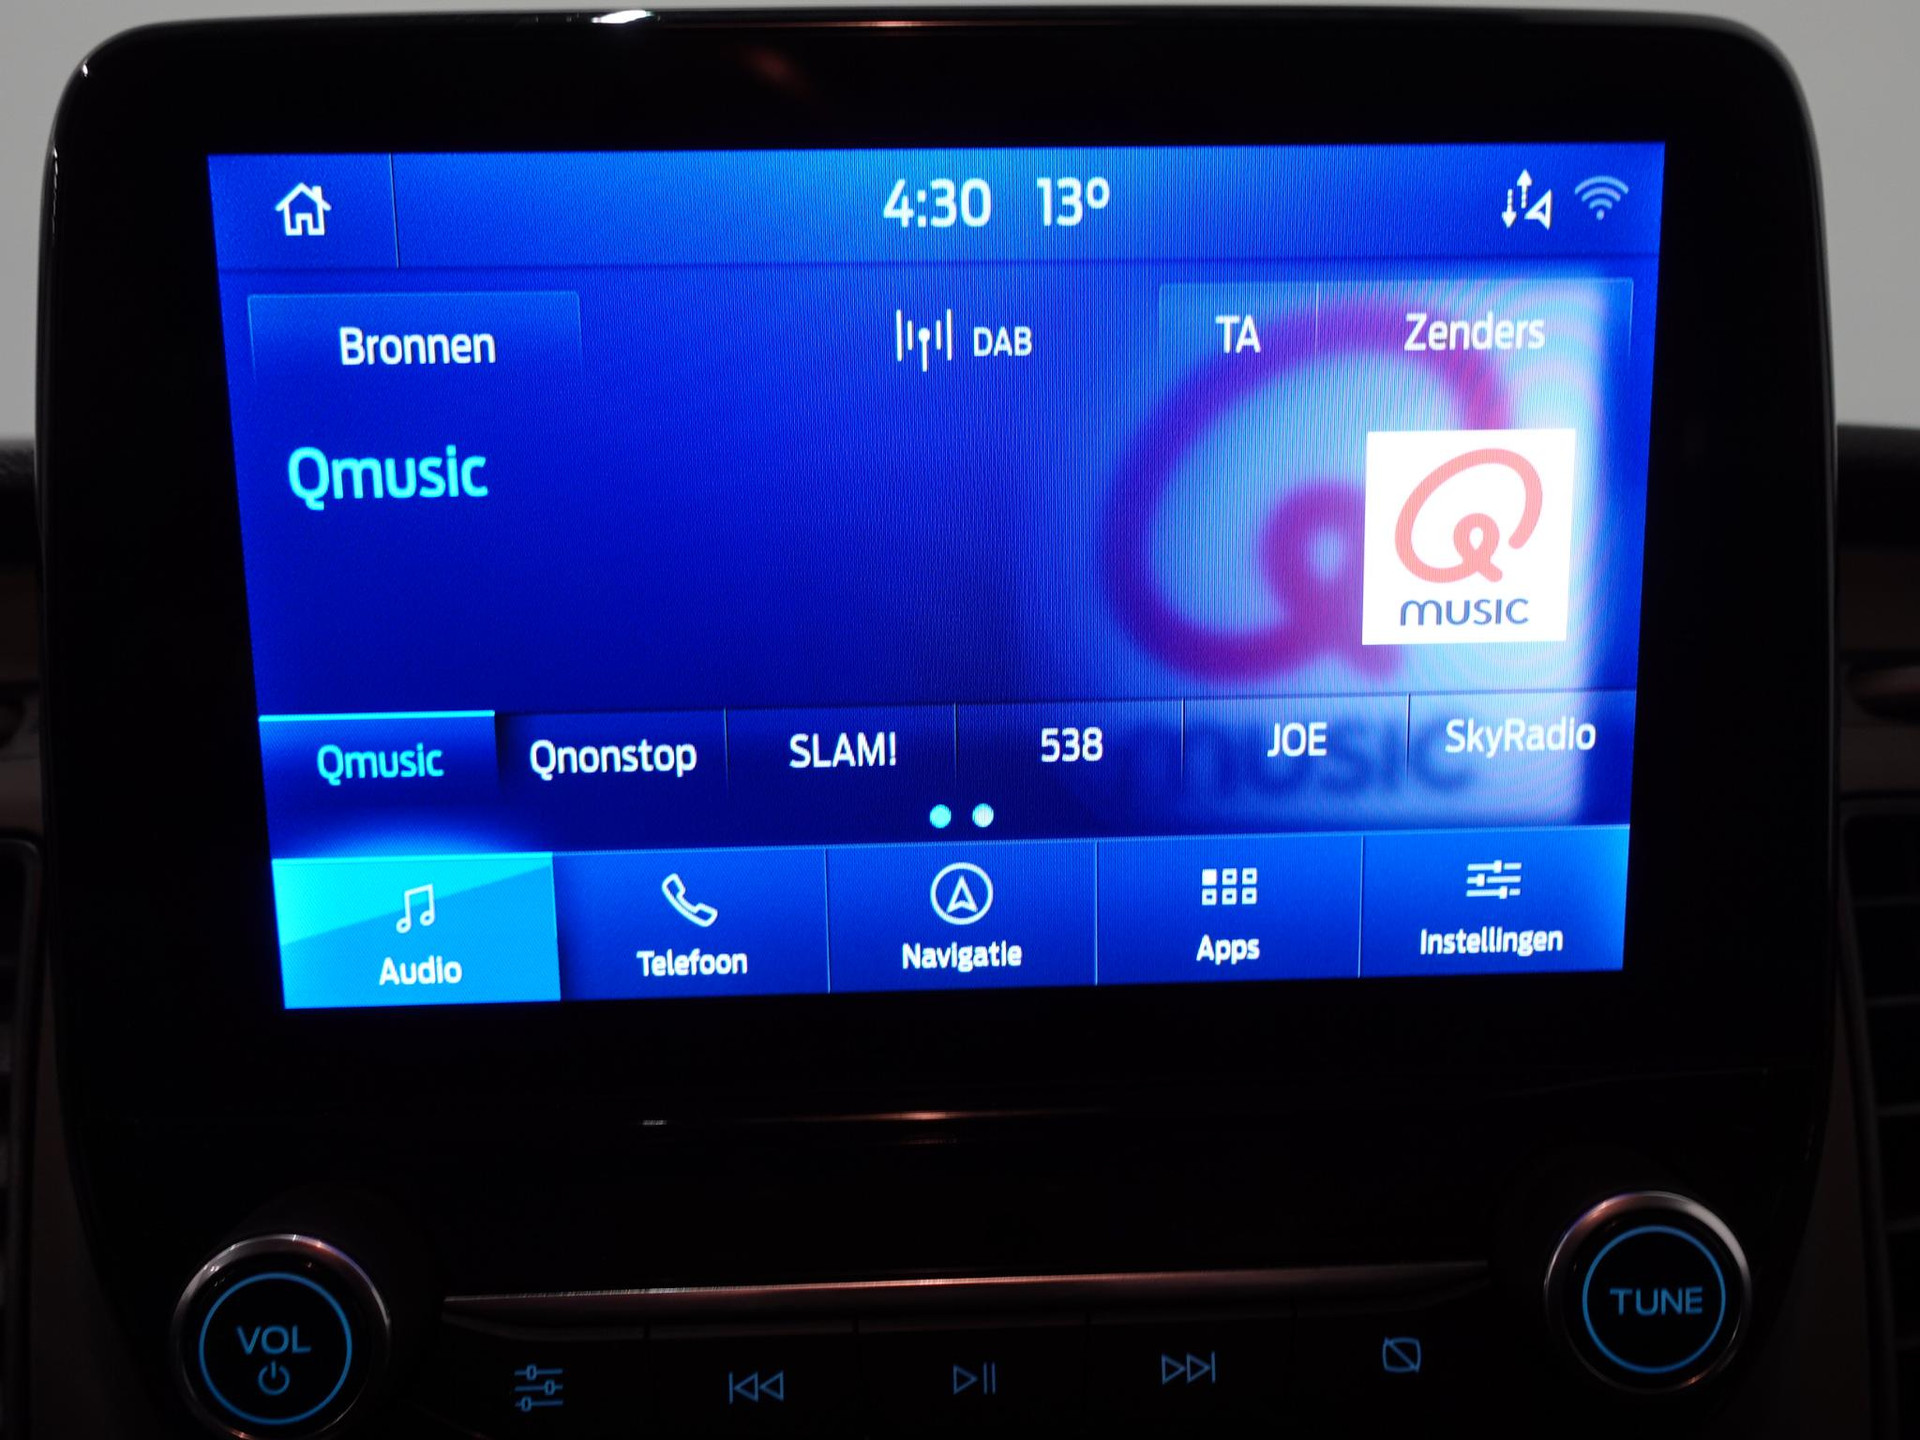 4:30 13º
Bronnen DAB TA Zenders
Qmusic
Q
MUSIC
Qmusic Qnonstop SLAM! 538 JOE SkyRadio
Audio Telefoon Navigatie Apps Instellingen
VOL TUNE